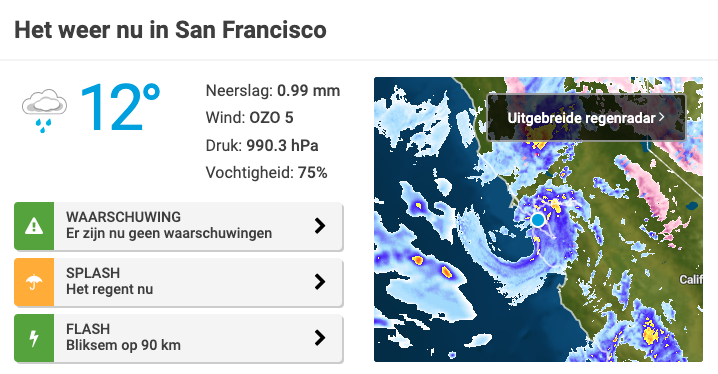 Het weer nu in San Francisco
12°
Neerslag: 0.99 mm
Wind: OZO 5
Druk: 990.3 hPa
Vochtigheid: 75%
WAARSCHUWING
Er zijn nu geen waarschuwingen
SPLASH
Het regent nu
FLASH
Bliksem op 90 km
Uitgebreide regenradar
Calif